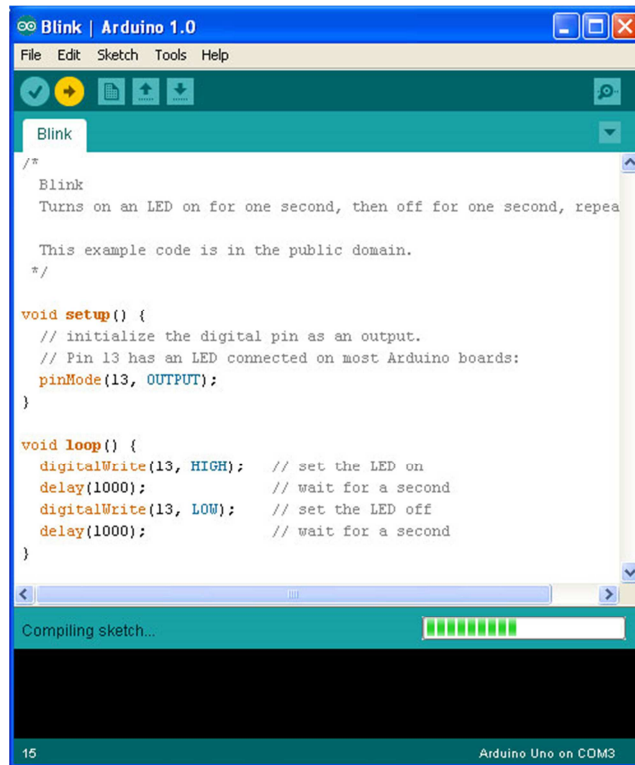 Blink | Arduino 1.0
File Edit Sketch Tools Help
Blink
/*
  Blink
  Turns on an LED on for one second, then off for one second, repea

  This example code is in the public domain.
 */

void setup() {
  // initialize the digital pin as an output.
  // Pin 13 has an LED connected on most Arduino boards:
  pinMode(13, OUTPUT);
}

void loop() {
  digitalWrite(13, HIGH);   // set the LED on
  delay(1000);              // wait for a second
  digitalWrite(13, LOW);    // set the LED off
  delay(1000);              // wait for a second
}
Compiling sketch...
15 Arduino Uno on COM3